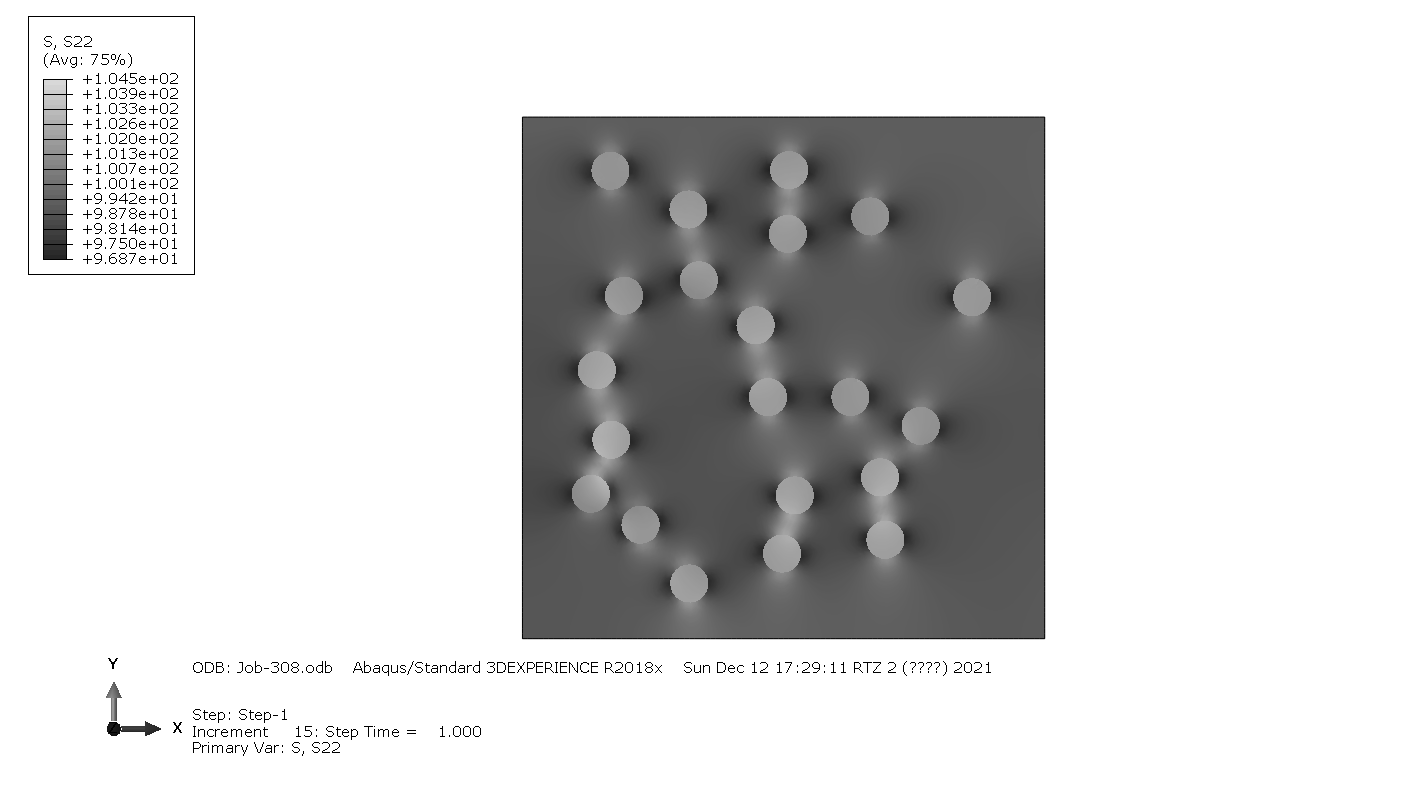 S, S22
(Avg: 75%)
+1.045e+02
+1.039e+02
+1.033e+02
+1.026e+02
+1.020e+02
+1.013e+02
+1.007e+02
+1.001e+02
+9.942e+01
+9.878e+01
+9.814e+01
+9.750e+01
+9.687e+01
Y
X
ODB: Job-308.odb    Abaqus/Standard 3DEXPERIENCE R2018x    Sun Dec 12 17:29:11 RTZ 2 (????) 2021
Step: Step-1
Increment    15: Step Time =    1.000
Primary Var: S, S22